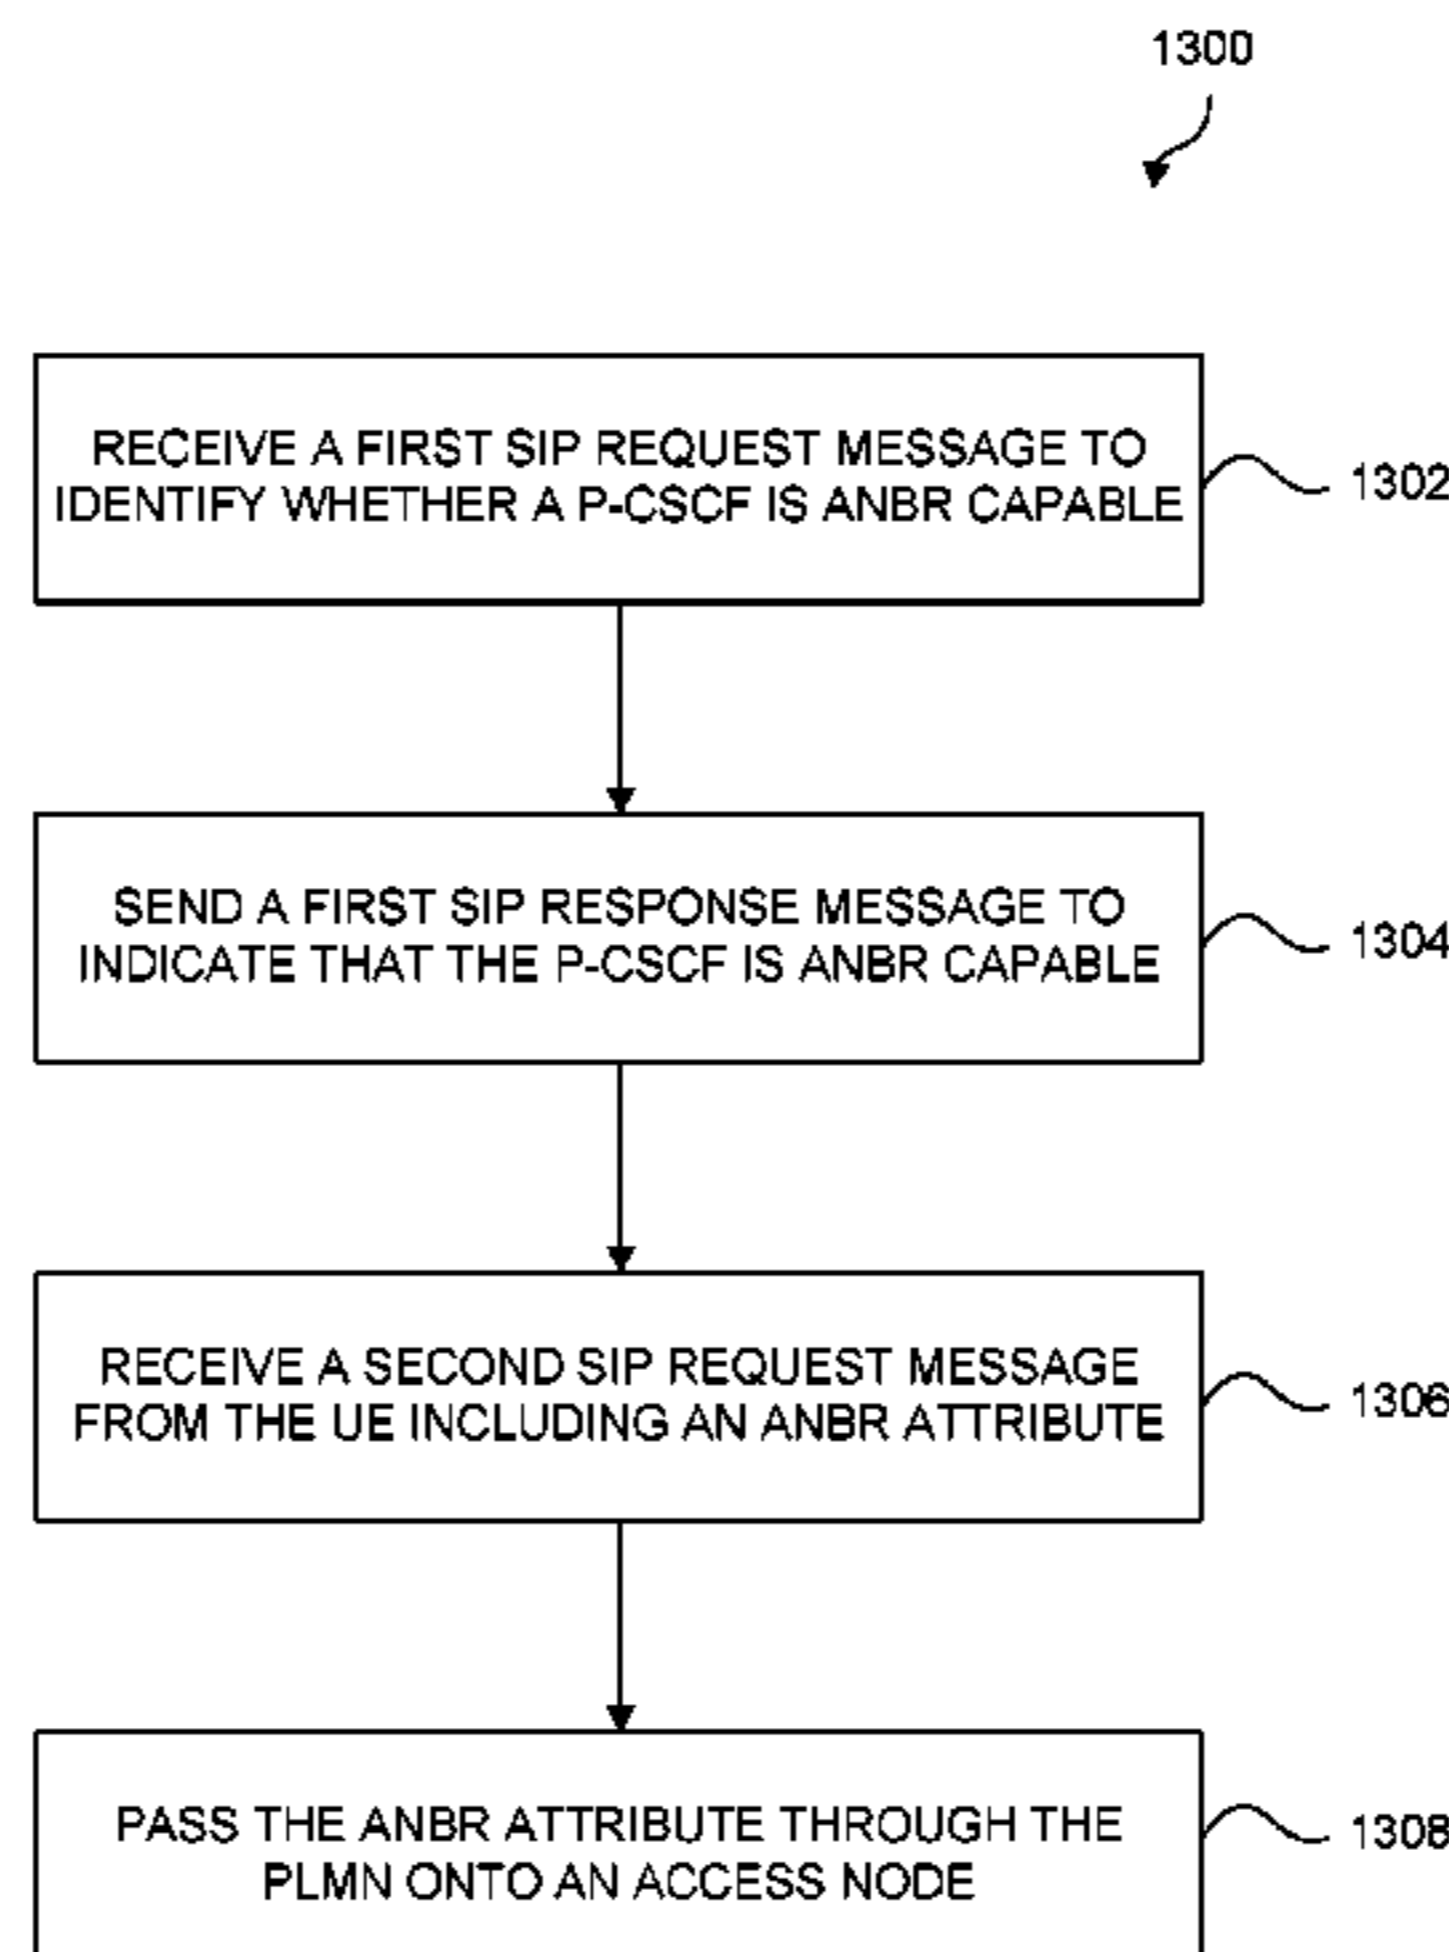 1300
RECEIVE A FIRST SIP REQUEST MESSAGE TO
IDENTIFY WHETHER A P-CSCF IS ANBR CAPABLE
1302
SEND A FIRST SIP RESPONSE MESSAGE TO
INDICATE THAT THE P-CSCF IS ANBR CAPABLE
1304
RECEIVE A SECOND SIP REQUEST MESSAGE
FROM THE UE INCLUDING AN ANBR ATTRIBUTE
1306
PASS THE ANBR ATTRIBUTE THROUGH THE
PLMN ONTO AN ACCESS NODE
1308